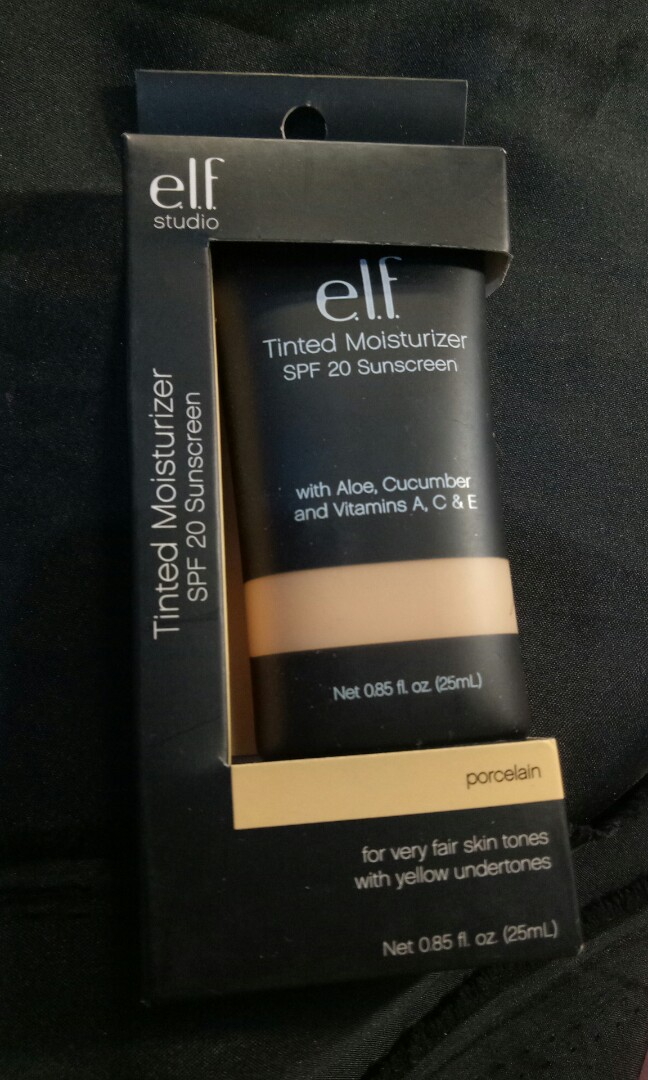 e.l.f.
studio
Tinted Moisturizer
SPF 20 Sunscreen
e.l.f.
Tinted Moisturizer
SPF 20 Sunscreen
with Aloe, Cucumber
and Vitamins A, C & E
Net 0.85 fl. oz. (25mL)
porcelain
for very fair skin tones
with yellow undertones
Net 0.85 fl. oz. (25mL)